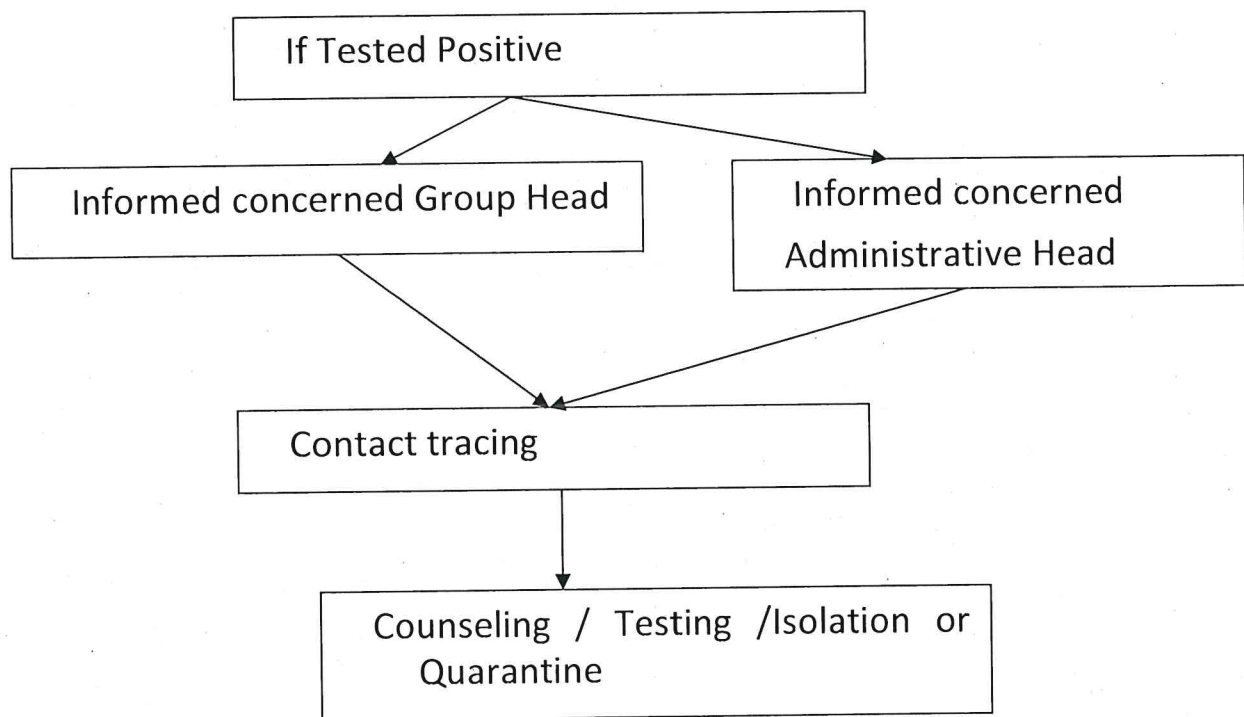 If Tested Positive
Informed concerned Group Head
Informed concerned
Administrative Head
Contact tracing
Counseling / Testing /Isolation or
Quarantine